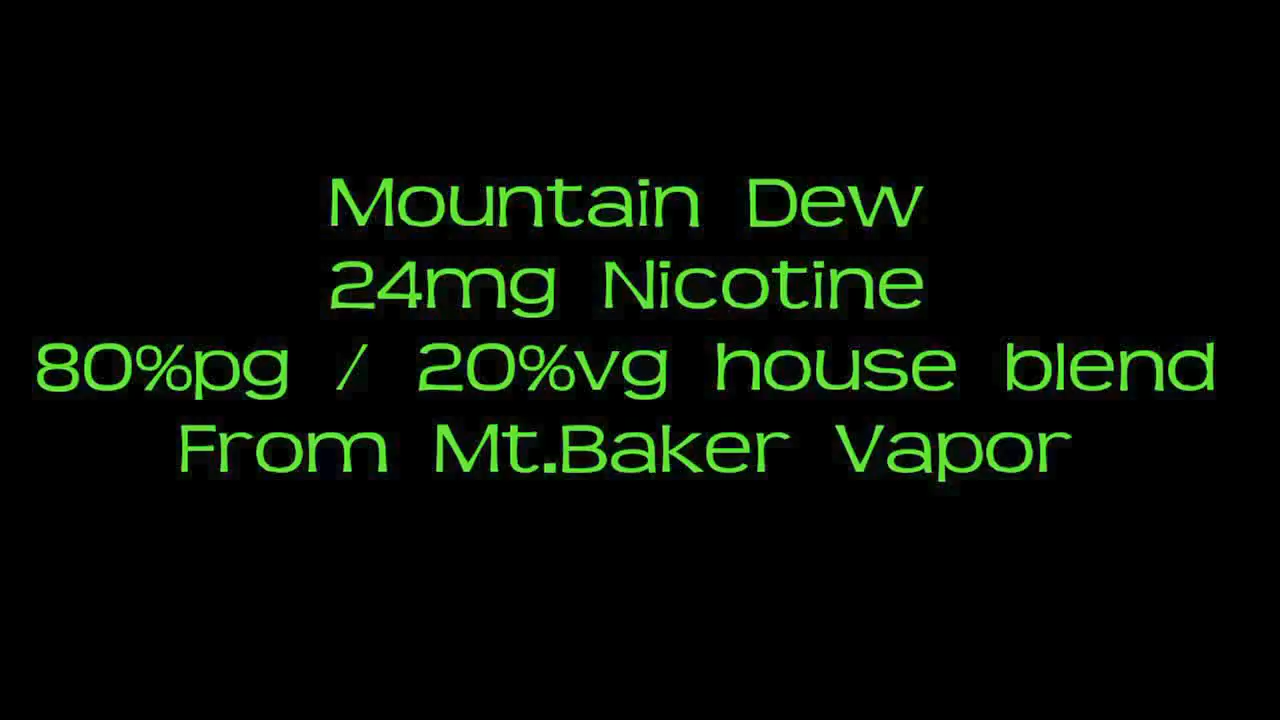 Mountain Dew
24mg Nicotine
80%pg / 20%vg house blend
From Mt.Baker Vapor